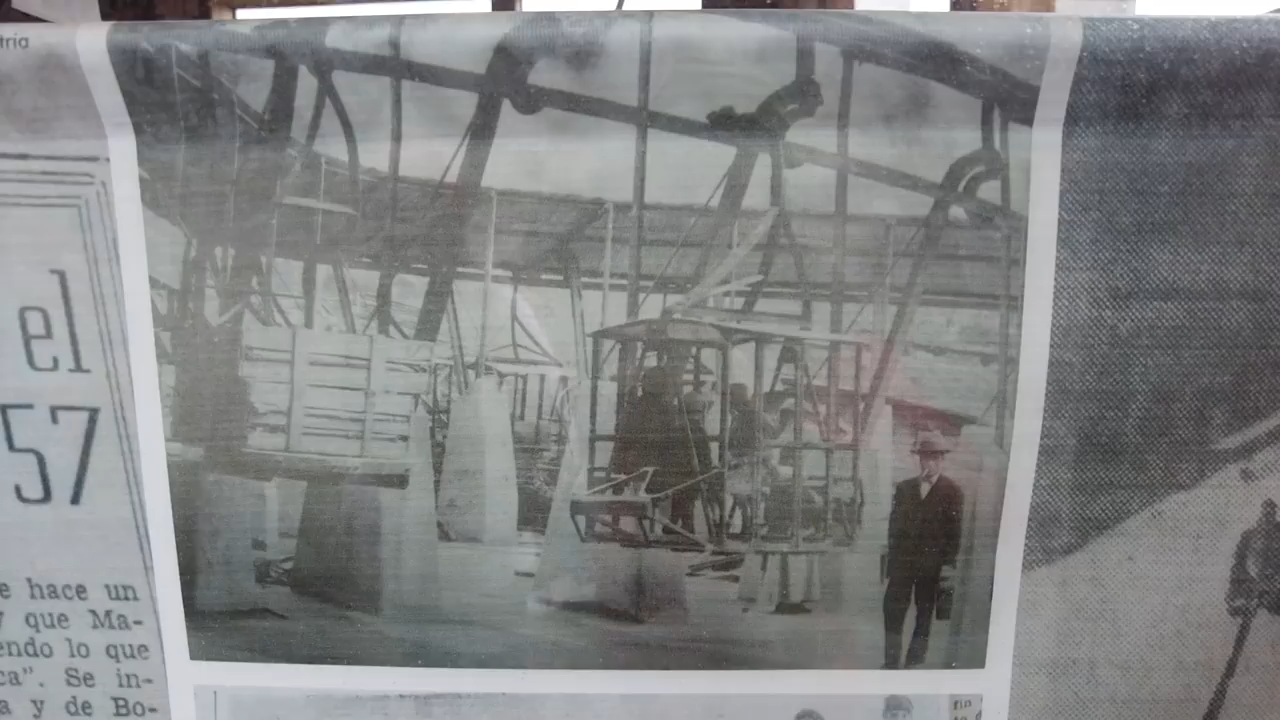 tria
el
57
e hace un
y que Ma-
endo lo que
ca". Se in-
a y de Bo-
fin